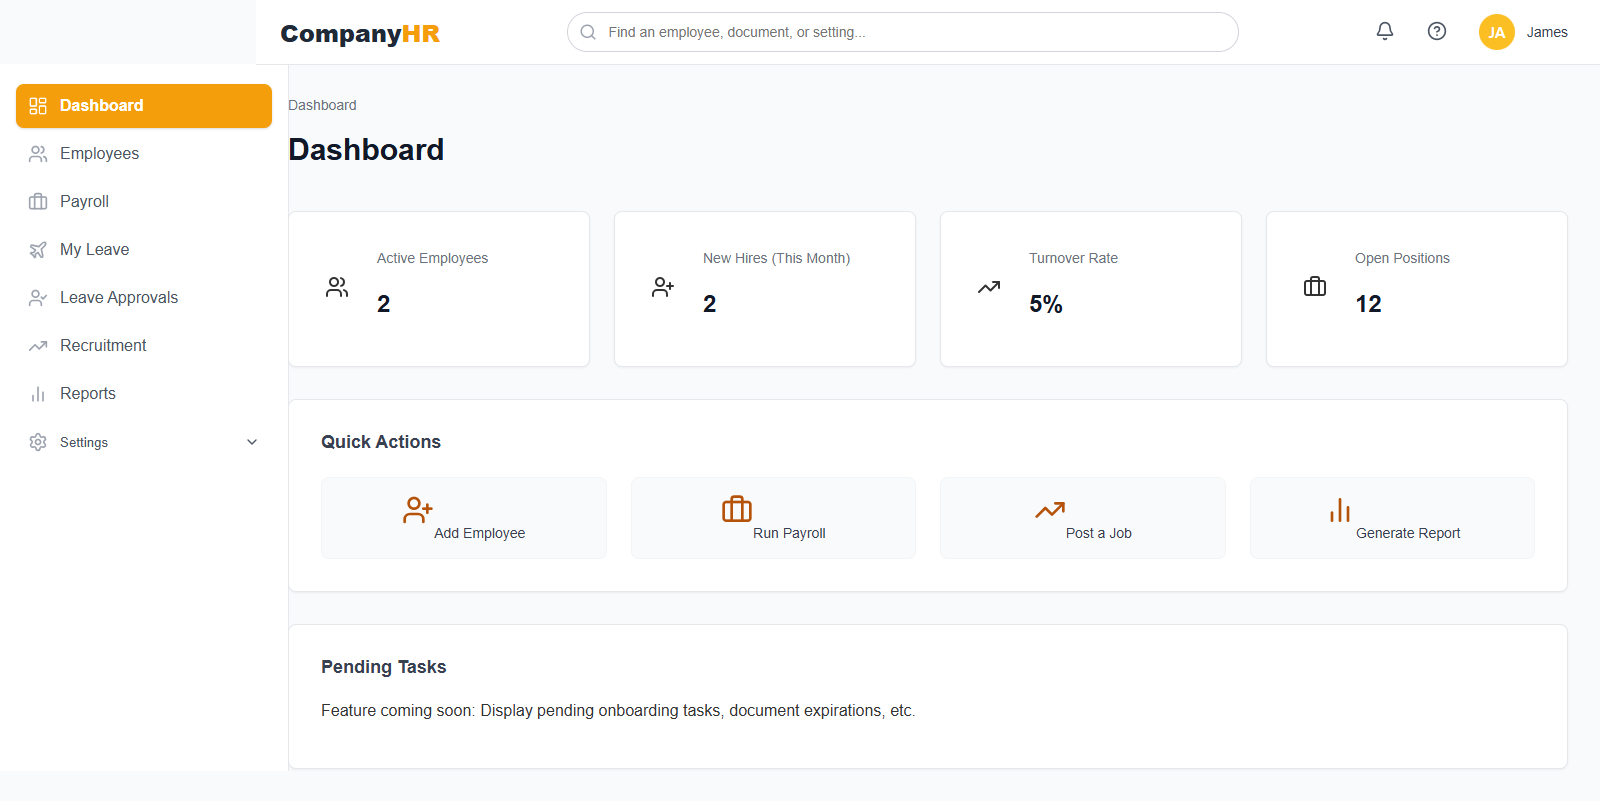 CompanyHR
Find an employee, document, or setting...
JA
James
Dashboard
Employees
Payroll
My Leave
Leave Approvals
Recruitment
Reports
Settings
Dashboard
Dashboard
Active Employees
2
New Hires (This Month)
2
Turnover Rate
5%
Open Positions
12
Quick Actions
Add Employee
Run Payroll
Post a Job
Generate Report
Pending Tasks
Feature coming soon: Display pending onboarding tasks, document expirations, etc.